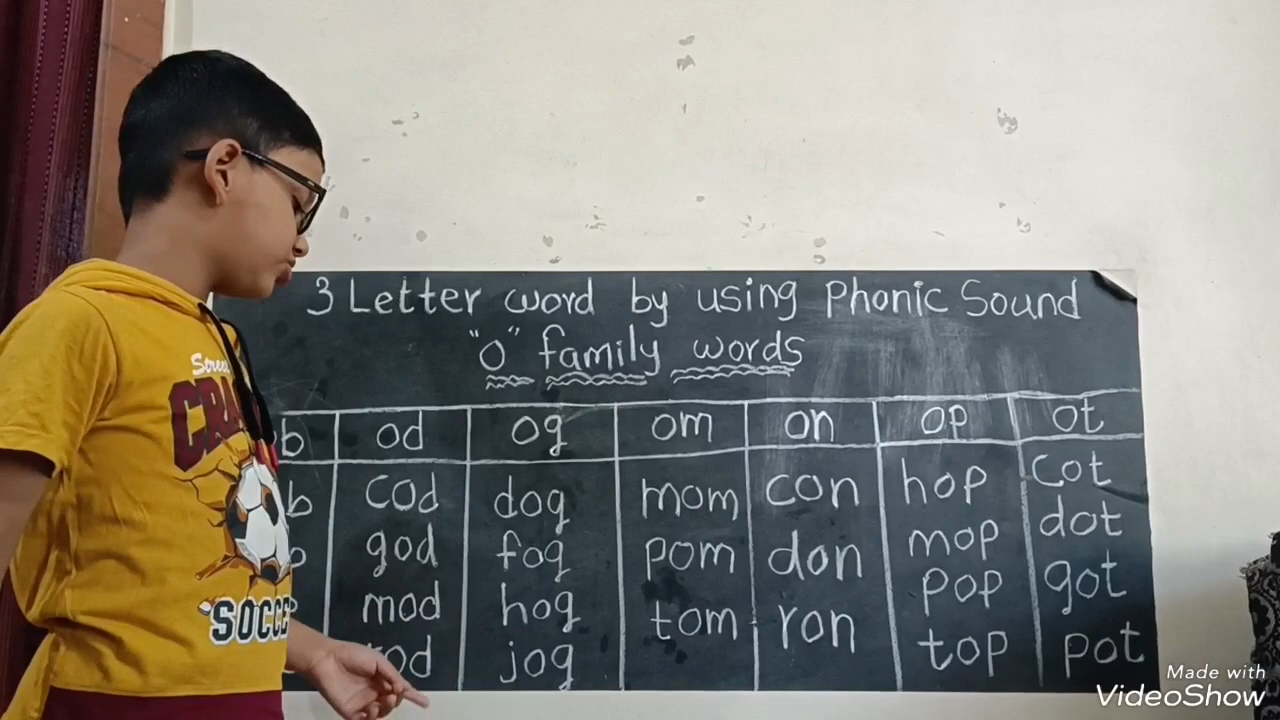 3 Letter word by using Phonic Sound
"O" family words
b od og om on op ot
b cod dog mom con hop cot
god fog pom don mop dot
mod hog tom ron pop got
od jog top pot
SOCCE
Made with
VideoShow